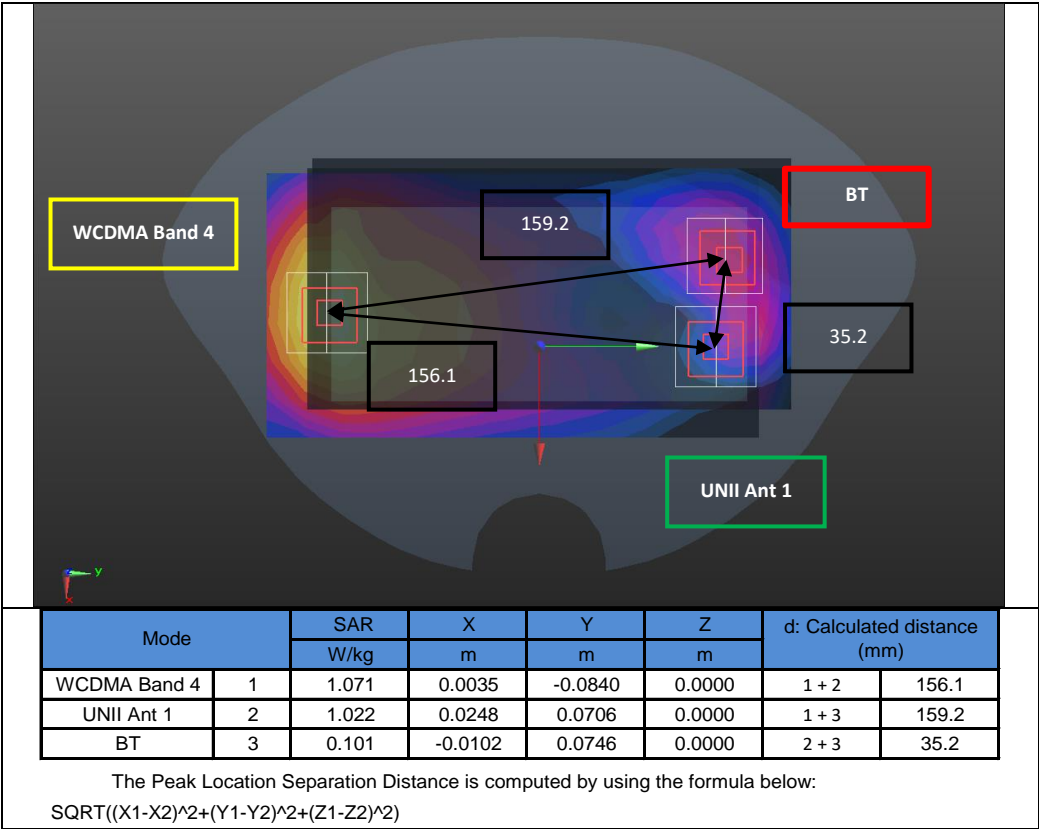 BT
WCDMA Band 4
159.2
35.2
156.1
UNII Ant 1
Y
X
Mode SAR X Y Z d: Calculated distance (mm)
W/kg m m m
WCDMA Band 4 1 1.071 0.0035 -0.0840 0.0000 1 + 2 156.1
UNII Ant 1 2 1.022 0.0248 0.0706 0.0000 1 + 3 159.2
BT 3 0.101 -0.0102 0.0746 0.0000 2 + 3 35.2
The Peak Location Separation Distance is computed by using the formula below:
SQRT((X1-X2)^2+(Y1-Y2)^2+(Z1-Z2)^2)